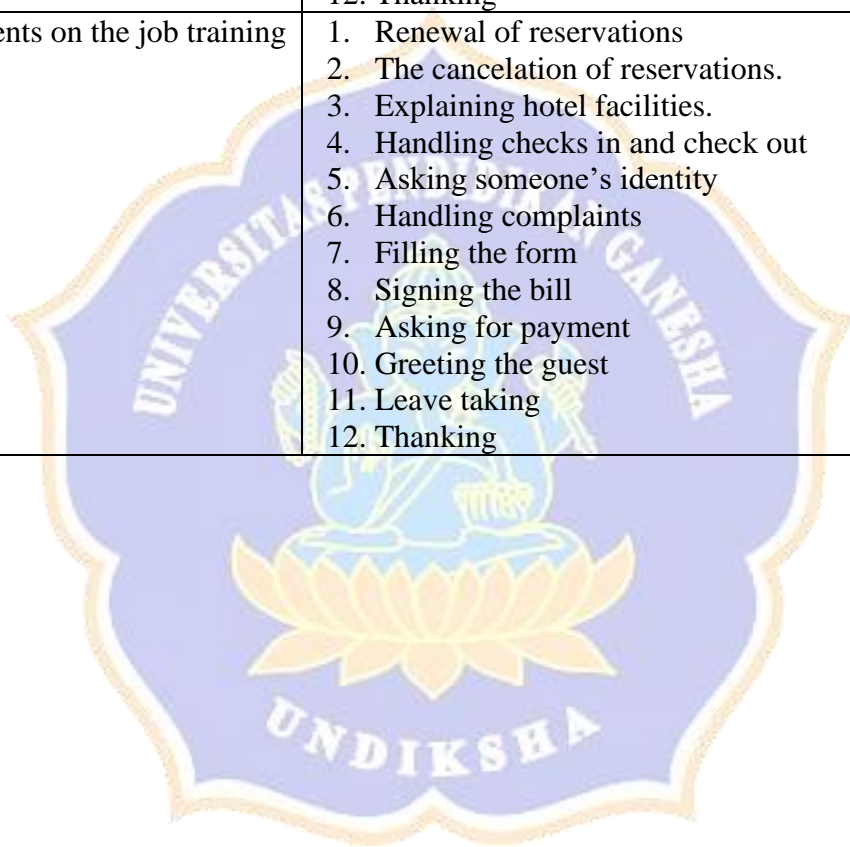 12. Thanking
ents on the job training
1. Renewal of reservations
2. The cancelation of reservations.
3. Explaining hotel facilities.
4. Handling checks in and check out
5. Asking someone’s identity
6. Handling complaints
7. Filling the form
8. Signing the bill
9. Asking for payment
10. Greeting the guest
11. Leave taking
12. Thanking
UNIVERSITAS PENDIDIKAN GANESHA
UNDIKSHA